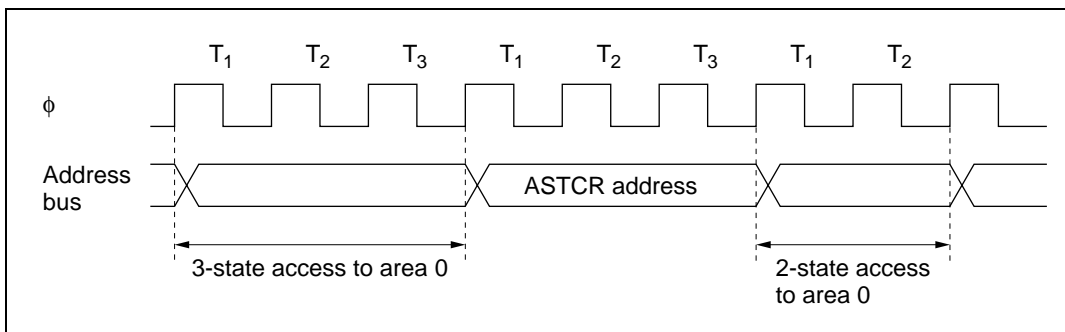 T₁ T₂ T₃ T₁ T₂ T₃ T₁ T₂
ϕ
Address
bus
ASTCR address
3-state access to area 0
2-state access
to area 0